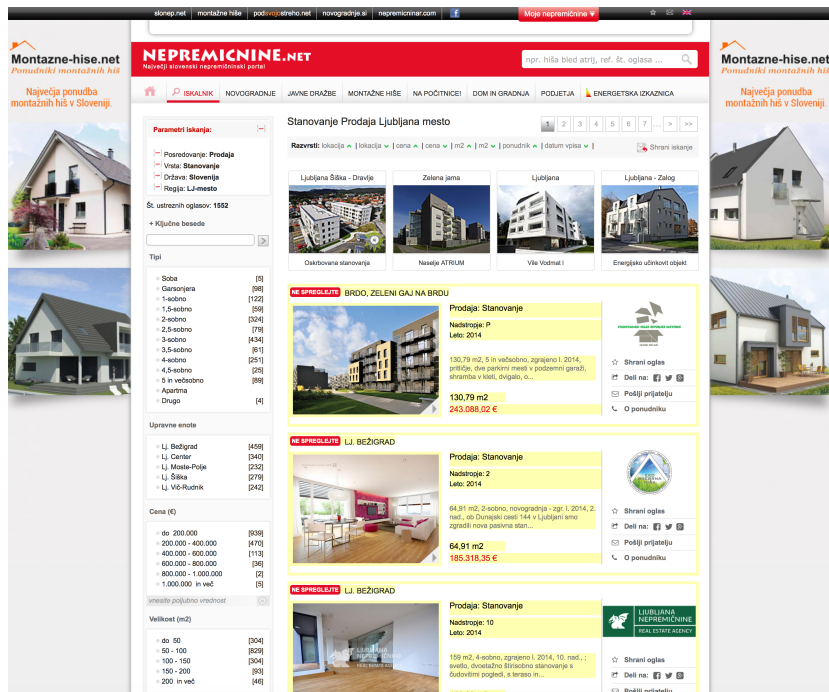 slonep.net
montažne hiše
podsvojostreho.net
novogradnje.si
nepremicninar.com
Moje nepremičnine
Montazne-hise.net
Ponudniki montažnih hiš
Največja ponudba
montažnih hiš v Sloveniji.
NEPREMICNINE.NET
Največji slovenski nepremičninski portal
npr. hiša bled atrij, ref. št. oglasa ...
Montazne-hise.net
Ponudniki montažnih hiš
Največja ponudba
montažnih hiš v Sloveniji.
ISKALNIK
NOVOGRADNJE
JAVNE DRAŽBE
MONTAŽNE HIŠE
NA POČITNICE!
DOM IN GRADNJA
PODJETJA
ENERGETSKA IZKAZNICA
Parametri iskanja:
Posredovanje: Prodaja
Vrsta: Stanovanje
Država: Slovenija
Regija: LJ-mesto
Št. ustreznih oglasov: 1552
+ Ključne besede
Tipi
Soba [5]
Garsonjera [98]
1-sobno [122]
1,5-sobno [59]
2-sobno [324]
2,5-sobno [79]
3-sobno [434]
3,5-sobno [61]
4-sobno [251]
4,5-sobno [25]
5 in večsobno [89]
Apartma
Drugo [4]
Upravne enote
Lj. Bežigrad [459]
Lj. Center [340]
Lj. Moste-Polje [232]
Lj. Šiška [279]
Lj. Vič-Rudnik [242]
Cena (€)
do 200.000 [939]
200.000 - 400.000 [470]
400.000 - 600.000 [113]
600.000 - 800.000 [36]
800.000 - 1.000.000 [2]
1.000.000 in več [5]
vnesite poljubno vrednost
Velikost (m2)
do 50 [304]
50 - 100 [829]
100 - 150 [304]
150 - 200 [93]
200 in več [46]
Stanovanje Prodaja Ljubljana mesto
1 2 3 4 5 6 7 ... > >>
Razvrsti: lokacija | lokacija | cena | cena | m2 | m2 | ponudnik | datum vpisa |
Shrani iskanje
Ljubljana Šiška - Dravlje
Oskrbovana stanovanja
Zelena jama
Naselje ATRIUM
Ljubljana
Vile Vodmat I
Ljubljana - Zalog
Energijsko učinkovit objekt
NE SPREGLEJTE BRDO, ZELENI GAJ NA BRDU
Prodaja: Stanovanje
Nadstropje: P
Leto: 2014
130,79 m2, 5 in večsobno, zgrajeno l. 2014,
pritličje, dve parkirni mesti v podzemni garaži,
shramba v kleti, dvigalo, o...
130,79 m2
243.088,02 €
Shrani oglas
Deli na:
Pošlji prijatelju
O ponudniku
NE SPREGLEJTE LJ. BEŽIGRAD
Prodaja: Stanovanje
Nadstropje: 2
Leto: 2014
64,91 m2, 2-sobno, novogradnja - zgr. l. 2014, 2.
nad., ob Dunajski cesti 144 v Ljubljani smo
zgradili nova pasivna stan...
64,91 m2
185.318,35 €
Shrani oglas
Deli na:
Pošlji prijatelju
O ponudniku
NE SPREGLEJTE LJ. BEŽIGRAD
LJUBLJANA
NEPREMIČNINE
REAL ESTATE AGENCY
Prodaja: Stanovanje
Nadstropje: 10
Leto: 2014
159 m2, 4-sobno, zgrajeno l. 2014, 10. nad., ;
svetlo, dvoetažno štirisobno stanovanje s
čudovitimi pogledi, s teraso in...
LJUBLJANA
NEPREMIČNINE
REAL ESTATE AGENCY
Shrani oglas
Deli na:
Pošlji prijatelju